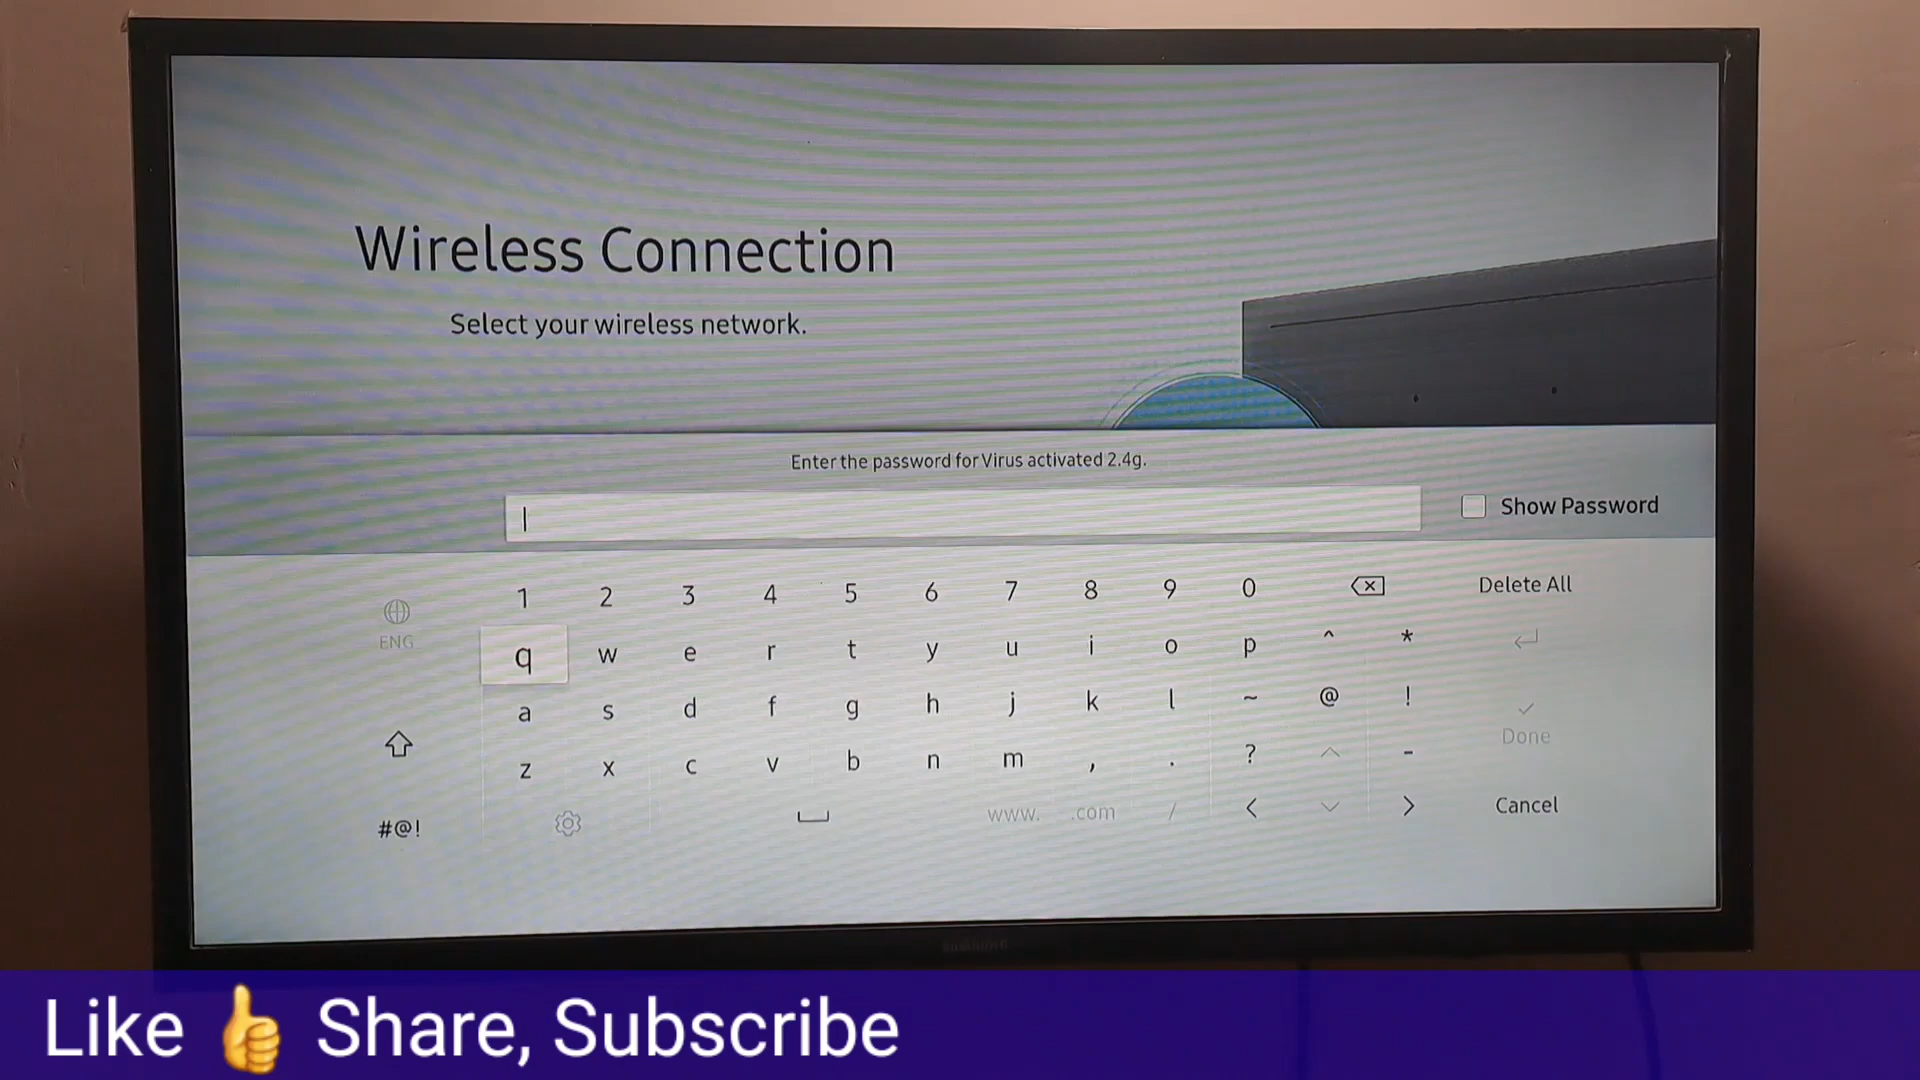 Wireless Connection
Select your wireless network.
Enter the password for Virus activated 2.4g.
Show Password
1 2 3 4 5 6 7 8 9 0 Delete All
ENG
q w e r t y u i o p ^ *
a s d f g h j k l ~ @ !
Done
z x c v b n m , . ? ^ -
#@! www. .com / < > Cancel
Like 👍 Share, Subscribe